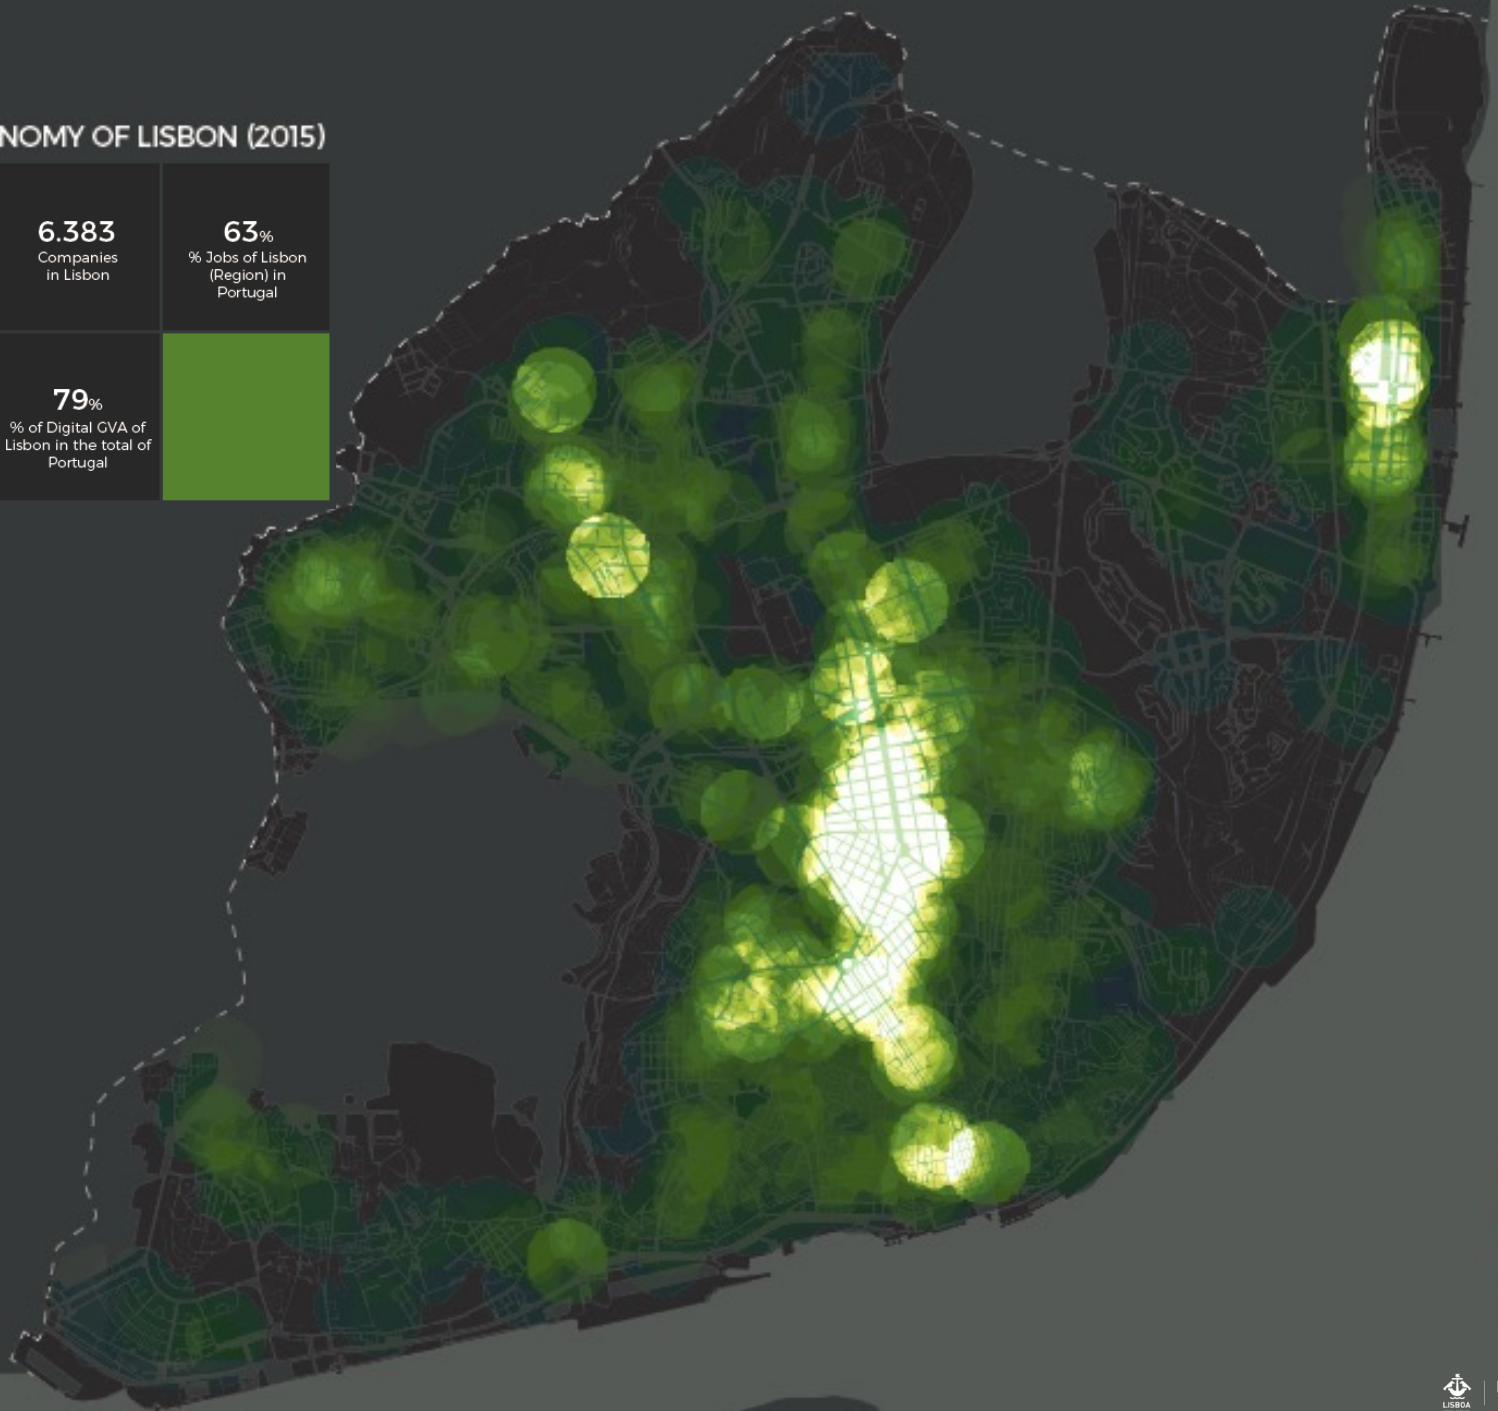 NOMY OF LISBON (2015)
6.383
Companies
in Lisbon
63%
% Jobs of Lisbon
(Region) in
Portugal
79%
% of Digital GVA of
Lisbon in the total of
Portugal
LISBOA